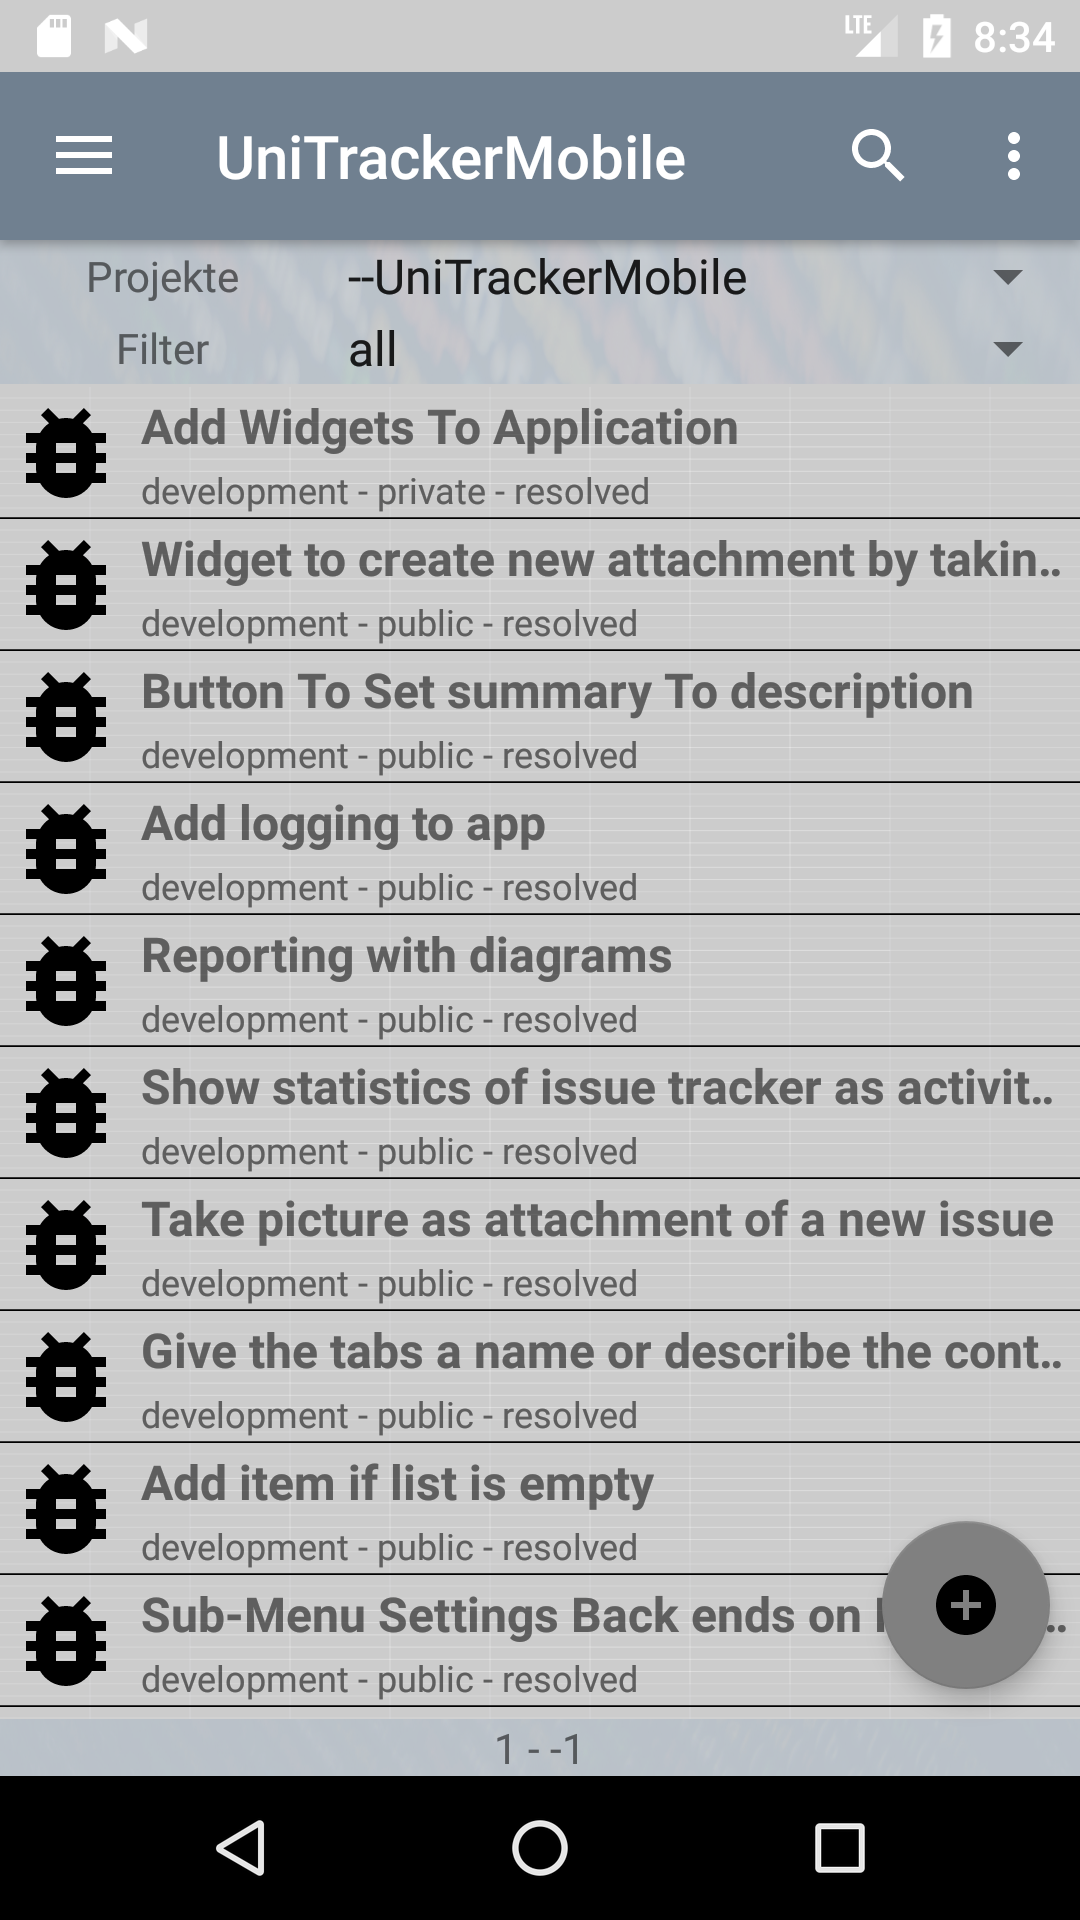 LTE 8:34
UniTrackerMobile
Projekte --UniTrackerMobile
Filter all
Add Widgets To Application
development - private - resolved
Widget to create new attachment by takin…
development - public - resolved
Button To Set summary To description
development - public - resolved
Add logging to app
development - public - resolved
Reporting with diagrams
development - public - resolved
Show statistics of issue tracker as activit…
development - public - resolved
Take picture as attachment of a new issue
development - public - resolved
Give the tabs a name or describe the cont…
development - public - resolved
Add item if list is empty
development - public - resolved
Sub-Menu Settings Back ends on …
development - public - resolved
1 - -1